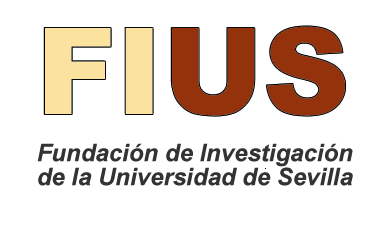 FIUS
Fundación de Investigación
de la Universidad de Sevilla